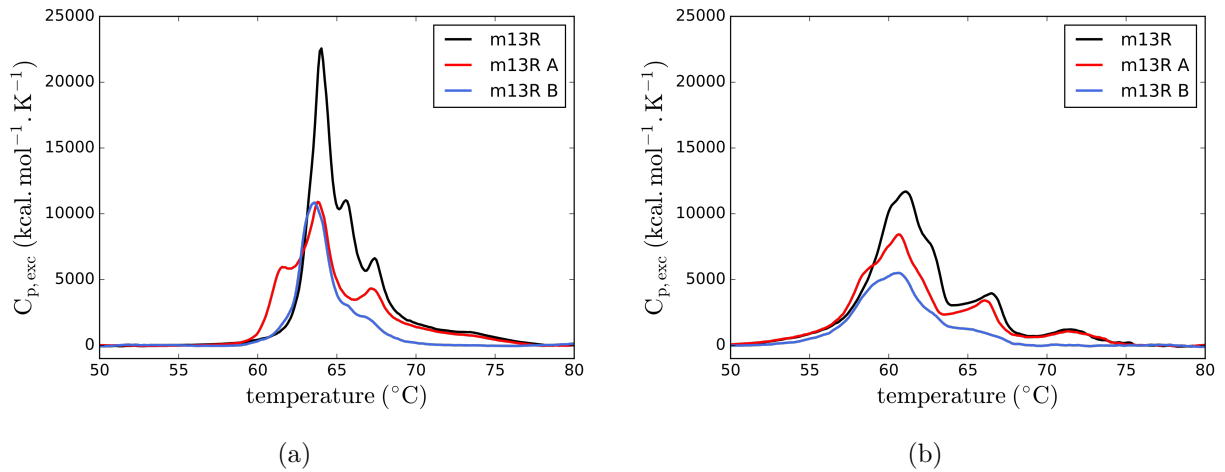 25000
20000
15000
10000
5000
0
C_p,exc (kcal. mol⁻¹. K⁻¹)
m13R
m13R A
m13R B
50 55 60 65 70 75 80
temperature (°C)
(a)
25000
20000
15000
10000
5000
0
C_p,exc (kcal. mol⁻¹. K⁻¹)
m13R
m13R A
m13R B
50 55 60 65 70 75 80
temperature (°C)
(b)